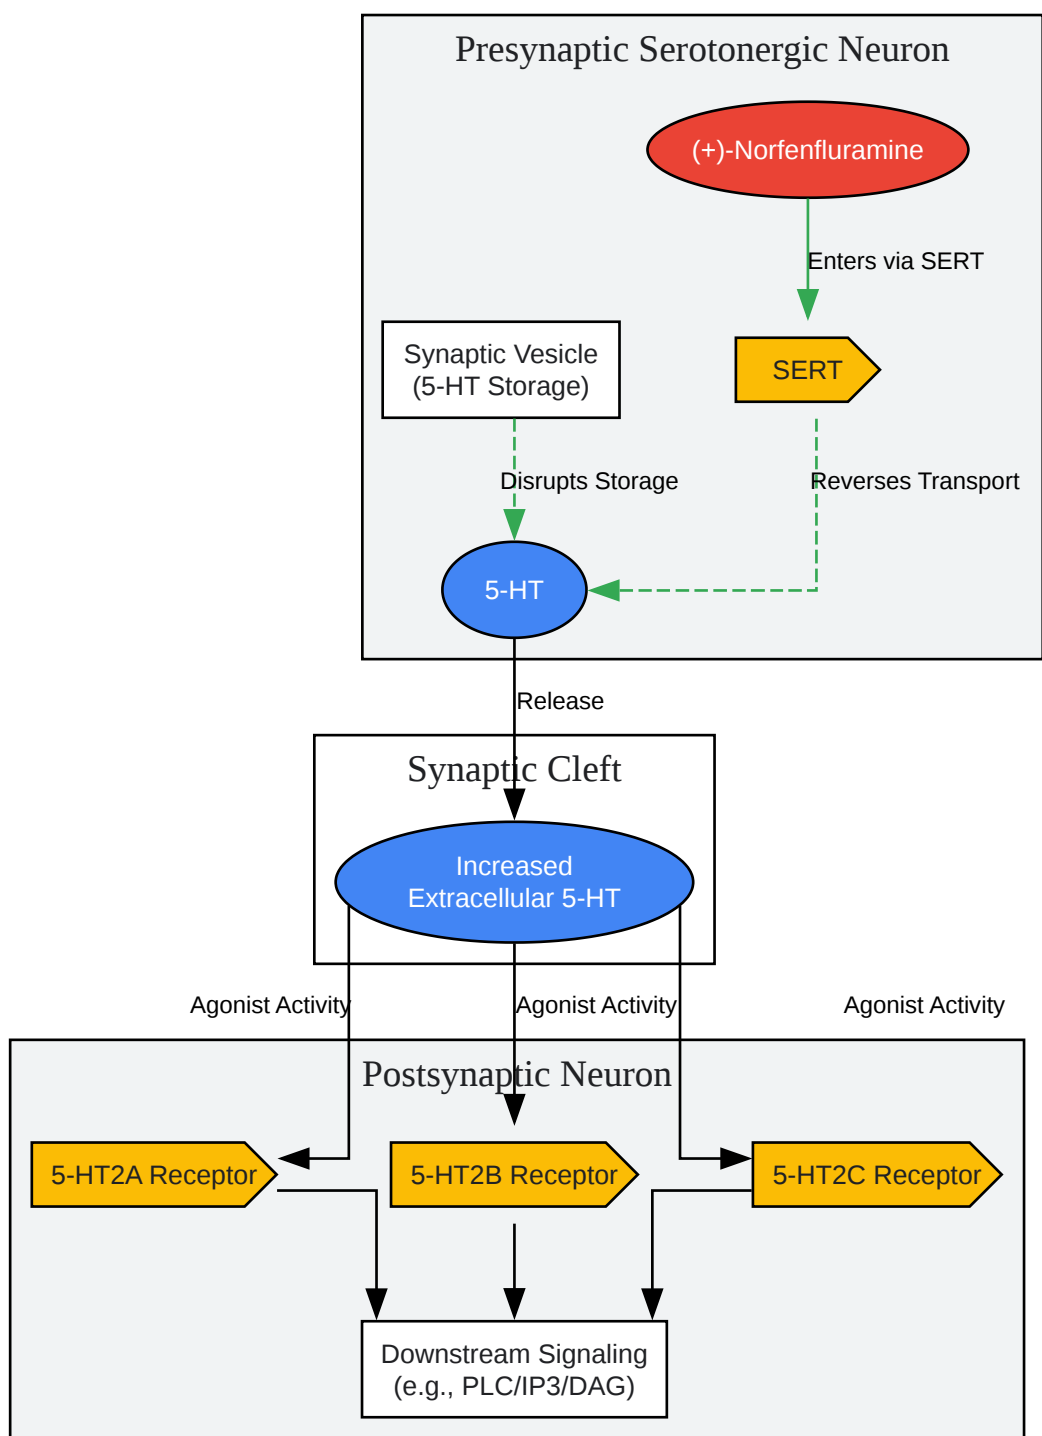 Presynaptic Serotonergic Neuron
(+)-Norfenfluramine
Enters via SERT
Synaptic Vesicle
(5-HT Storage)
SERT
Disrupts Storage
Reverses Transport
5-HT
Release
Synaptic Cleft
Increased
Extracellular 5-HT
Agonist Activity
Agonist Activity
Agonist Activity
Postsynaptic Neuron
5-HT2A Receptor
5-HT2B Receptor
5-HT2C Receptor
Downstream Signaling
(e.g., PLC/IP3/DAG)